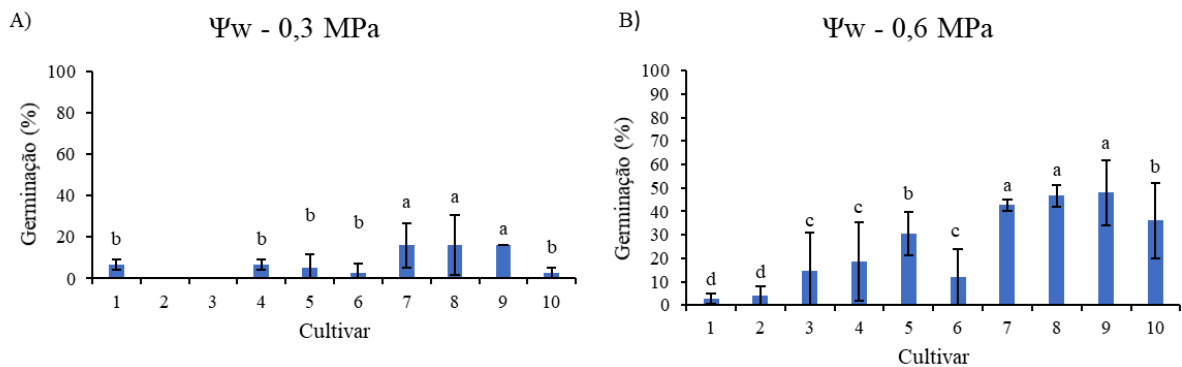 A)
Ψw - 0,3 MPa
Germinação (%)
100
80
60
40
20
0
b
b
b
b
a
a
a
b
1 2 3 4 5 6 7 8 9 10
Cultivar
B)
Ψw - 0,6 MPa
Germinação (%)
100
90
80
70
60
50
40
30
20
10
0
d
d
c
c
b
c
a
a
a
b
1 2 3 4 5 6 7 8 9 10
Cultivar